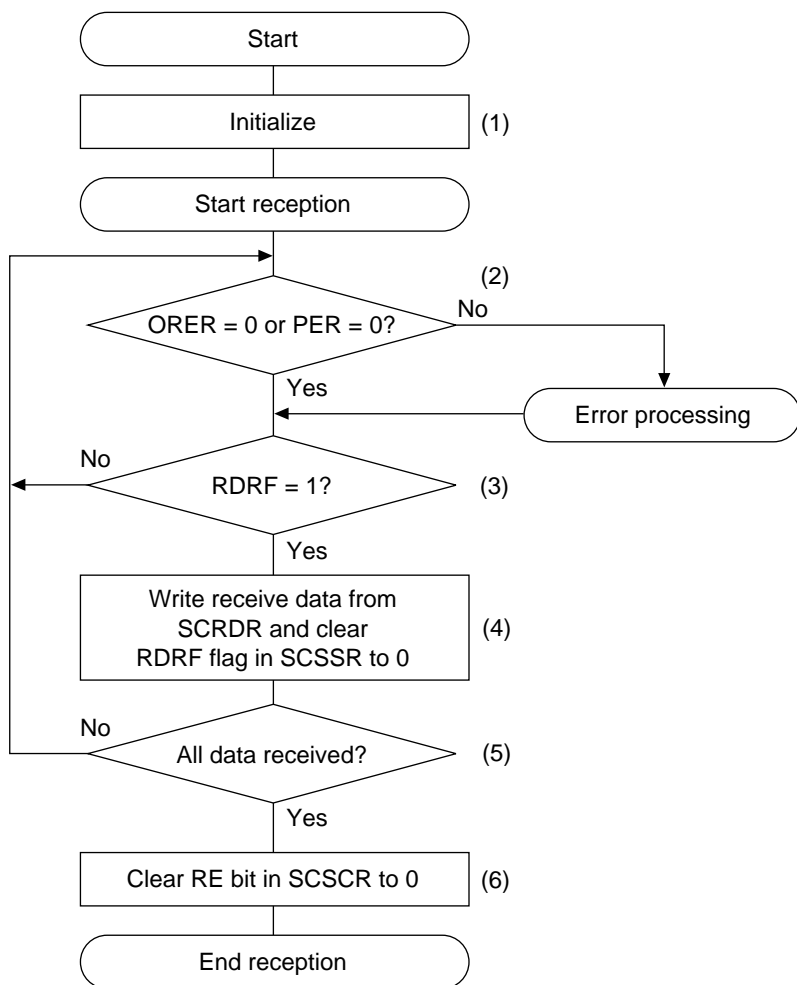 Start
Initialize
(1)
Start reception
(2)
ORER = 0 or PER = 0?
No
Yes
Error processing
No
RDRF = 1?
(3)
Yes
Write receive data from
SCRDR and clear
RDRF flag in SCSSR to 0
(4)
No
All data received?
(5)
Yes
Clear RE bit in SCSCR to 0
(6)
End reception